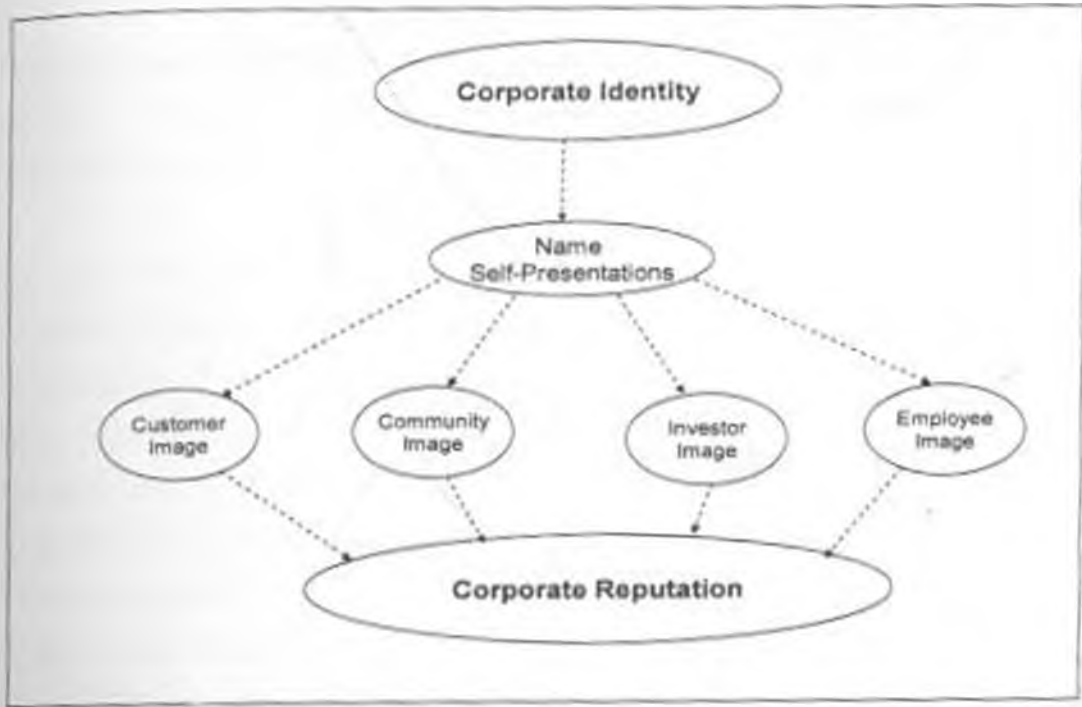 Corporate Identity
Name
Self-Presentations
Customer
Image
Community
Image
Investor
Image
Employee
Image
Corporate Reputation